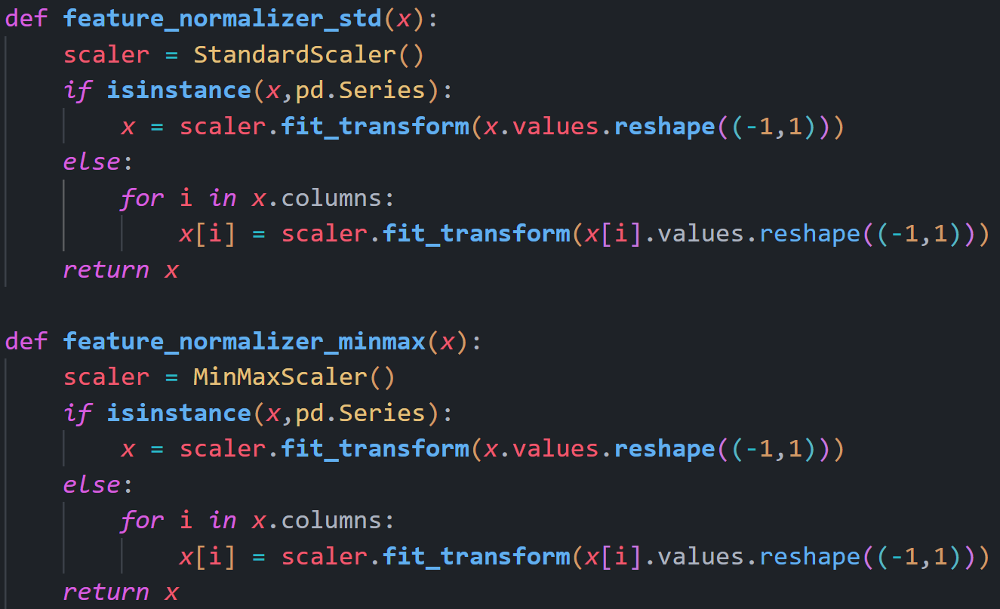 def feature_normalizer_std(x):
    scaler = StandardScaler()
    if isinstance(x,pd.Series):
        x = scaler.fit_transform(x.values.reshape((-1,1)))
    else:
        for i in x.columns:
            x[i] = scaler.fit_transform(x[i].values.reshape((-1,1)))
    return x

def feature_normalizer_minmax(x):
    scaler = MinMaxScaler()
    if isinstance(x,pd.Series):
        x = scaler.fit_transform(x.values.reshape((-1,1)))
    else:
        for i in x.columns:
            x[i] = scaler.fit_transform(x[i].values.reshape((-1,1)))
    return x